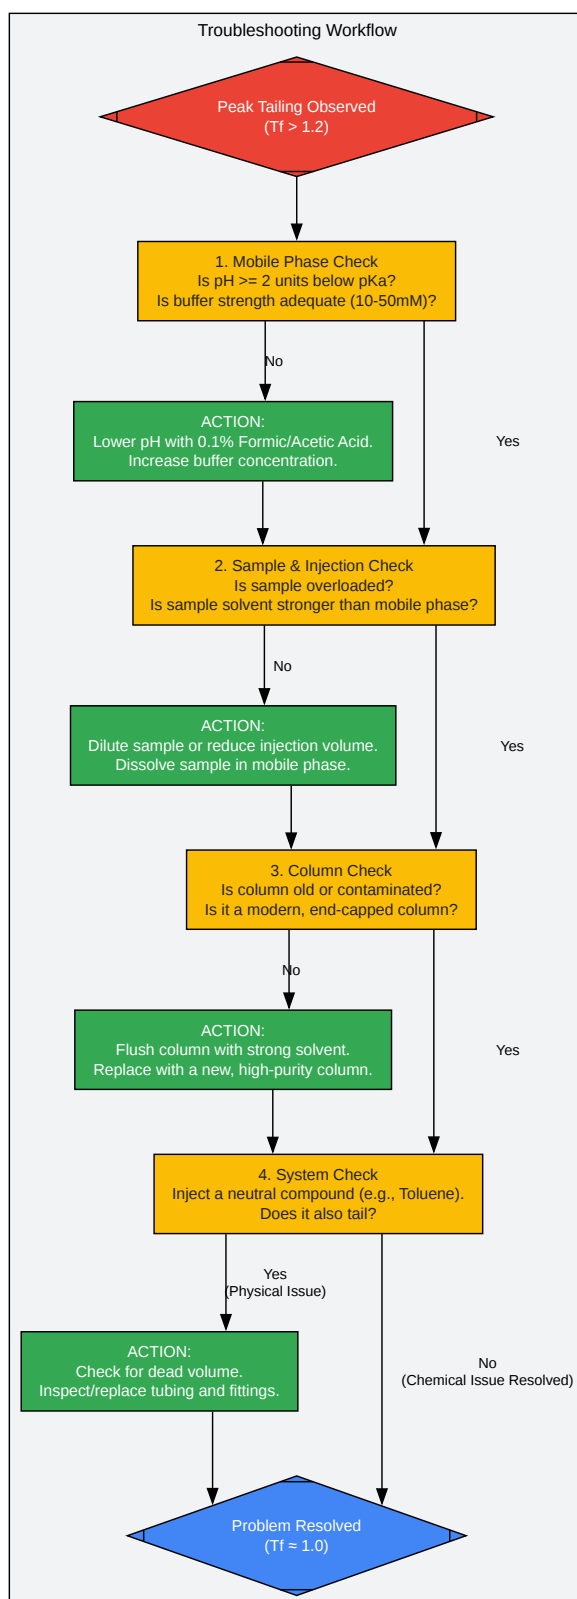 Troubleshooting Workflow
Peak Tailing Observed
(Tf > 1.2)
1. Mobile Phase Check
Is pH >= 2 units below pKa?
Is buffer strength adequate (10-50mM)?
No
Yes
ACTION:
Lower pH with 0.1% Formic/Acetic Acid.
Increase buffer concentration.
2. Sample & Injection Check
Is sample overloaded?
Is sample solvent stronger than mobile phase?
No
Yes
ACTION:
Dilute sample or reduce injection volume.
Dissolve sample in mobile phase.
3. Column Check
Is column old or contaminated?
Is it a modern, end-capped column?
No
Yes
ACTION:
Flush column with strong solvent.
Replace with a new, high-purity column.
4. System Check
Inject a neutral compound (e.g., Toluene).
Does it also tail?
Yes
(Physical Issue)
No
(Chemical Issue Resolved)
ACTION:
Check for dead volume.
Inspect/replace tubing and fittings.
Problem Resolved
(Tf ≈ 1.0)